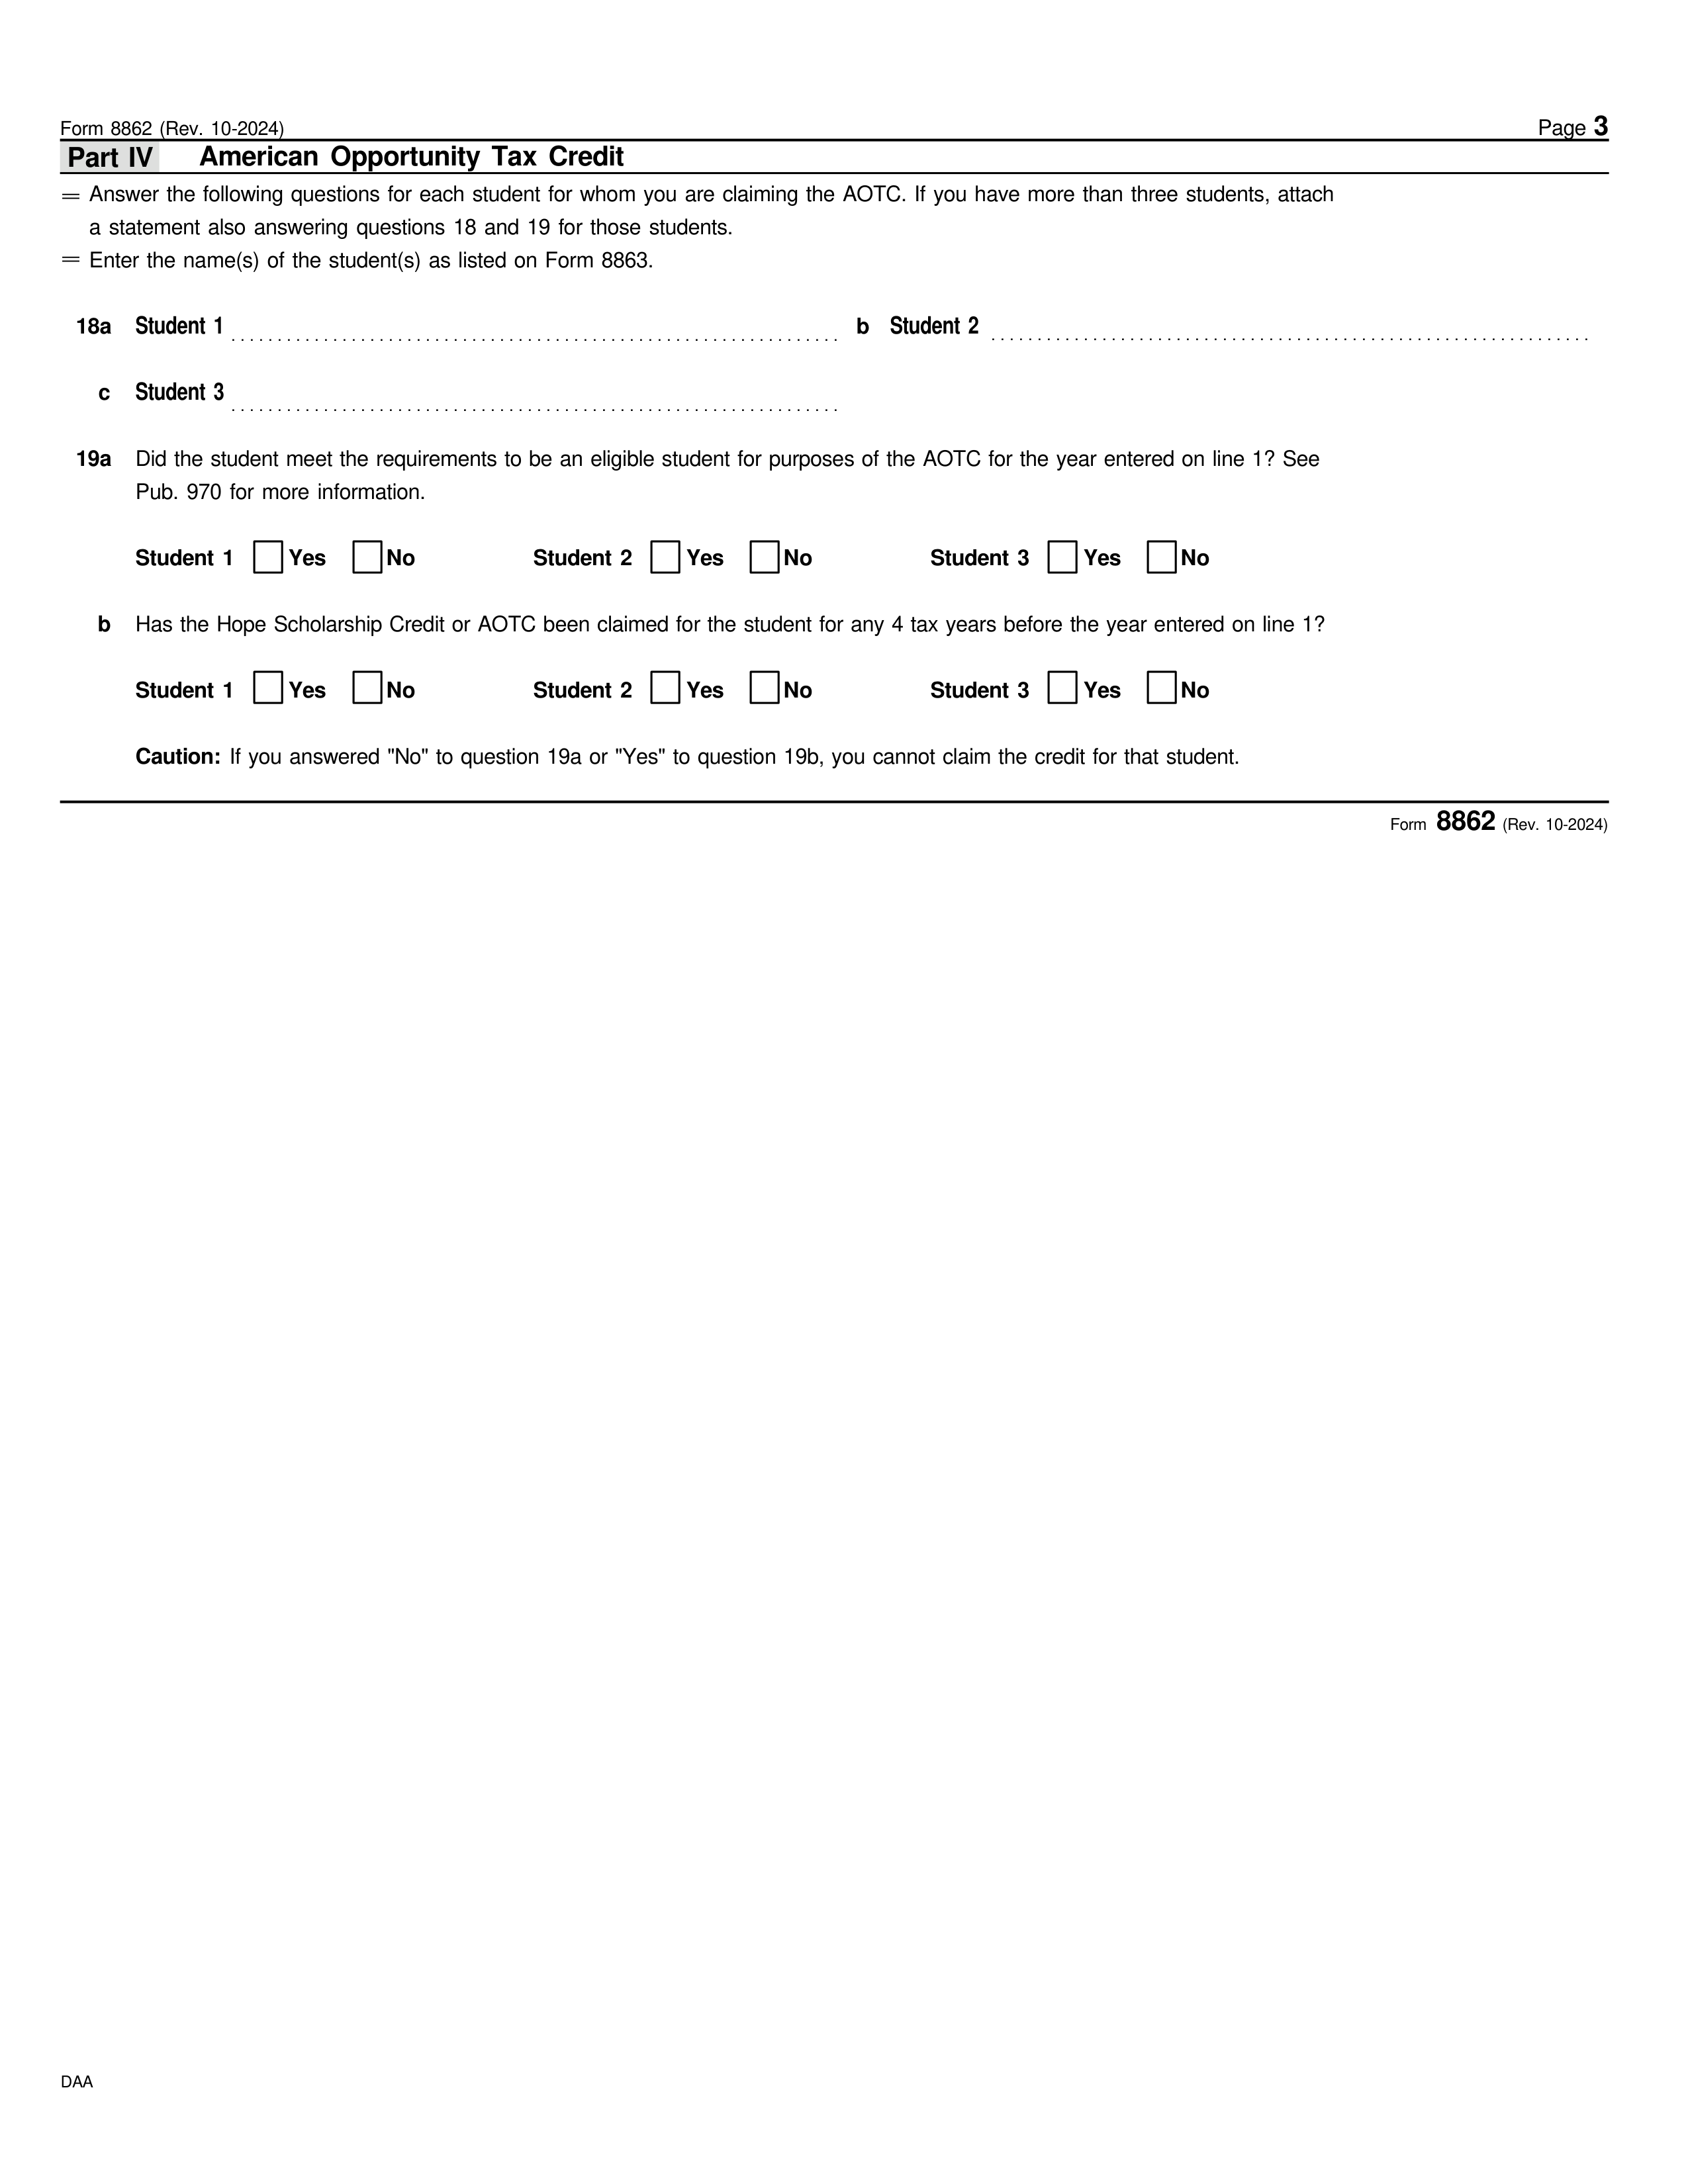 Form 8862 (Rev. 10-2024) Page 3
Part IV American Opportunity Tax Credit
= Answer the following questions for each student for whom you are claiming the AOTC. If you have more than three students, attach
a statement also answering questions 18 and 19 for those students.
= Enter the name(s) of the student(s) as listed on Form 8863.
18a Student 1 b Student 2
c Student 3
19a Did the student meet the requirements to be an eligible student for purposes of the AOTC for the year entered on line 1? See
Pub. 970 for more information.
Student 1 Yes No Student 2 Yes No Student 3 Yes No
b Has the Hope Scholarship Credit or AOTC been claimed for the student for any 4 tax years before the year entered on line 1?
Student 1 Yes No Student 2 Yes No Student 3 Yes No
Caution: If you answered "No" to question 19a or "Yes" to question 19b, you cannot claim the credit for that student.
Form 8862 (Rev. 10-2024)
DAA